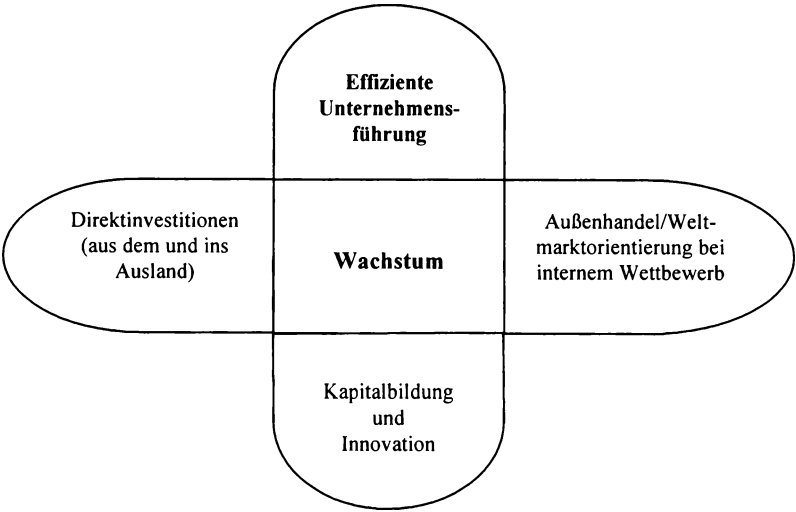 Effiziente
Unternehmens-
führung
Direktinvestitionen
(aus dem und ins
Ausland)
Wachstum
Außenhandel/Welt-
marktorientierung bei
internem Wettbewerb
Kapitalbildung
und
Innovation